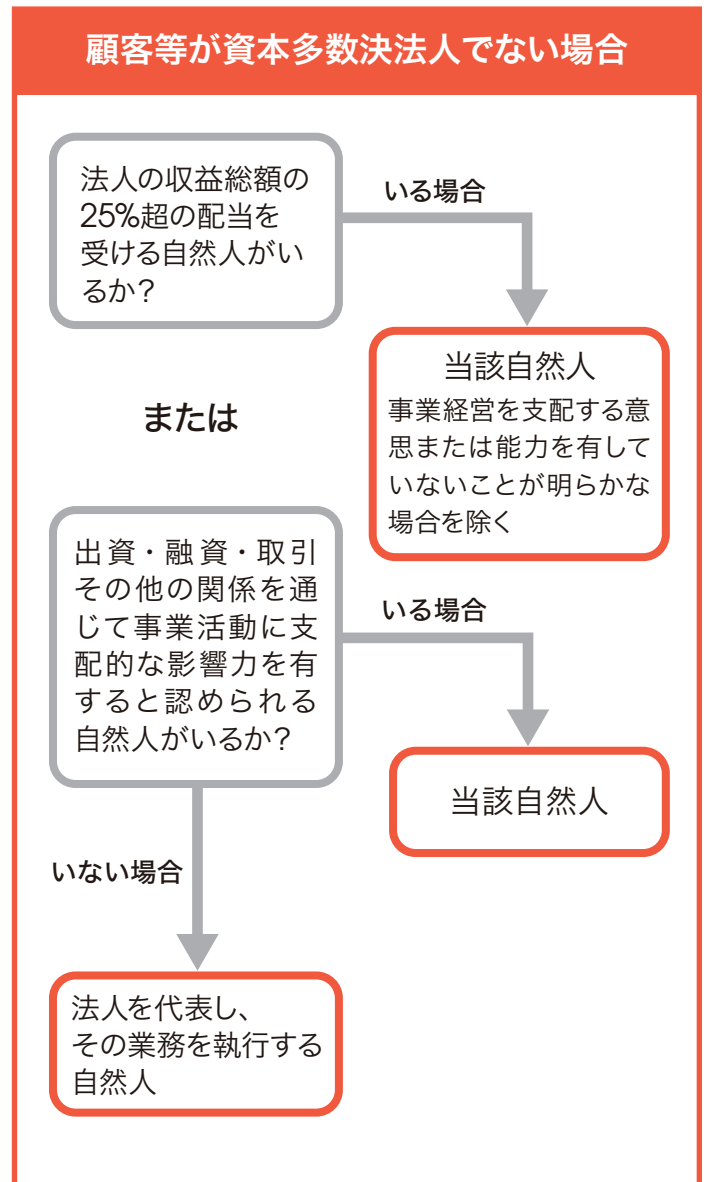 顧客等が資本多数決法人でない場合
法人の収益総額の
25%超の配当を
受ける自然人がい
るか?
いる場合
当該自然人
事業経営を支配する意
思または能力を有して
いないことが明らかな
場合を除く
または
出資・融資・取引
その他の関係を通
じて事業活動に支
配的な影響力を有
すると認められる
自然人がいるか?
いる場合
当該自然人
いない場合
法人を代表し、
その業務を執行する
自然人